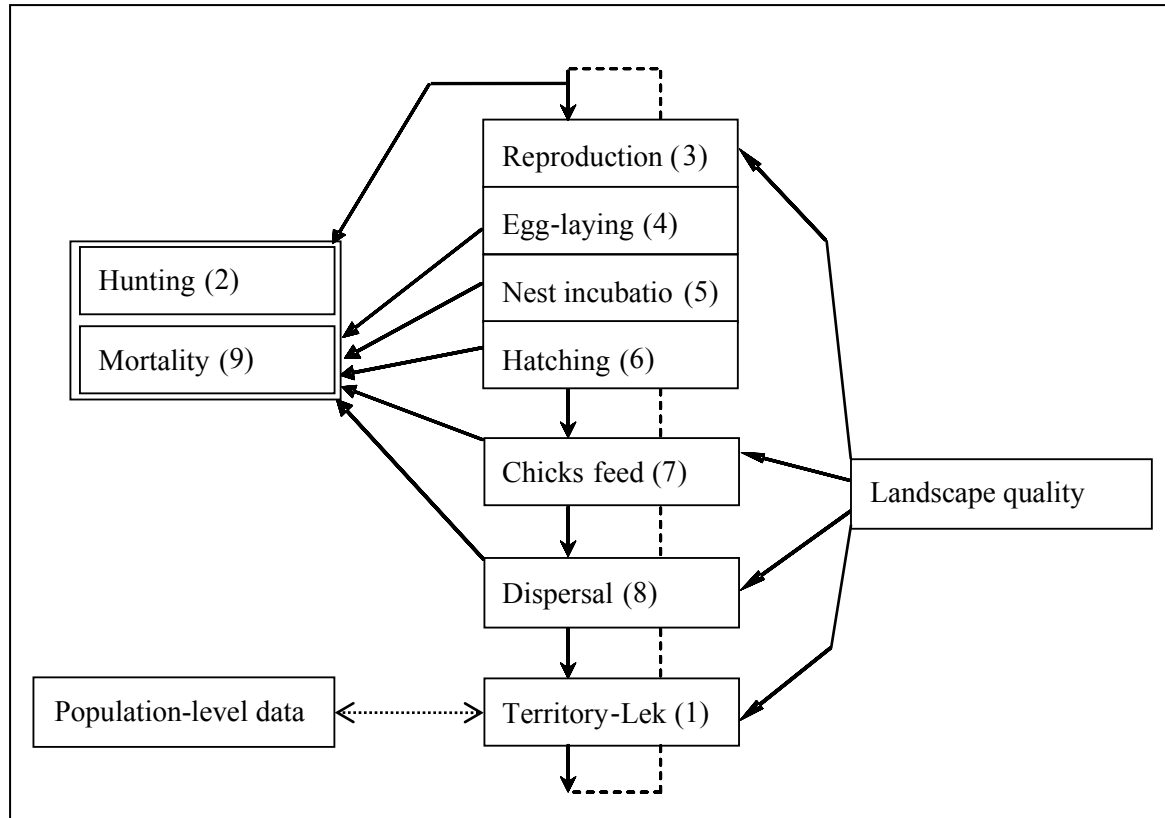 Reproduction (3)
Egg-laying (4)
Hunting (2)
Nest incubatio (5)
Mortality (9)
Hatching (6)
Chicks feed (7)
Landscape quality
Dispersal (8)
Population-level data
Territory-Lek (1)